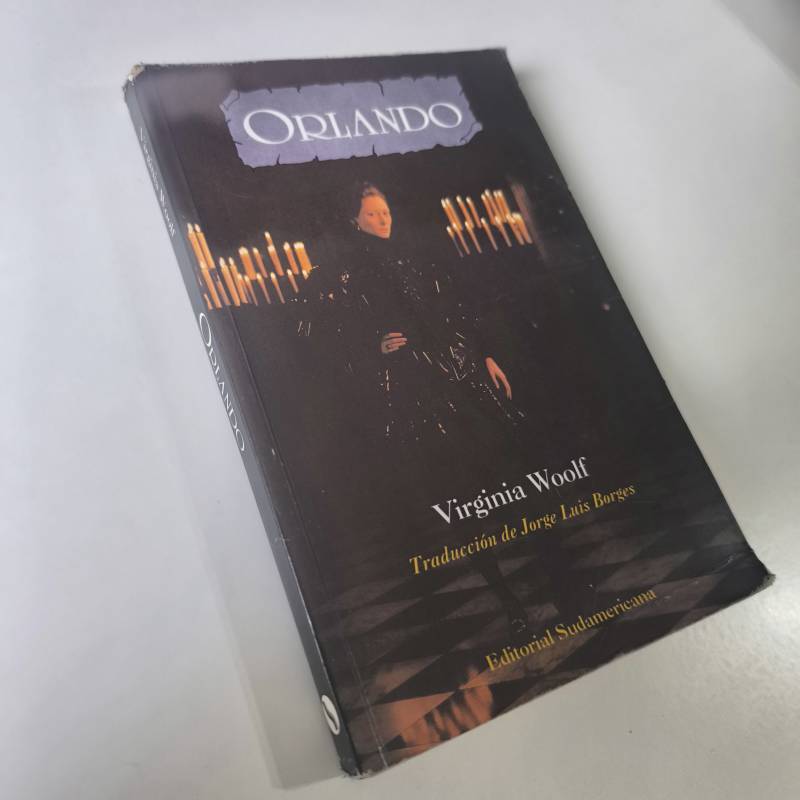 ORLANDO
Virginia Woolf
Traducción de Jorge Luis Borges
Editorial Sudamericana
Virginia Woolf
ORLANDO